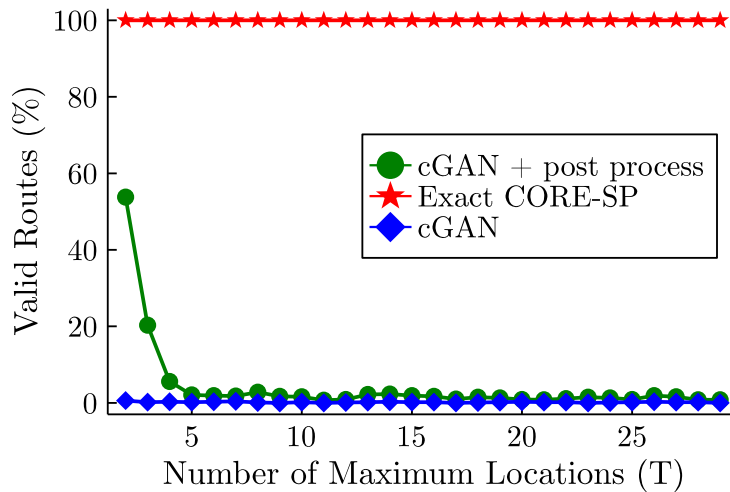 100
80
60
40
20
0
Valid Routes (%)
cGAN + post process
Exact CORE-SP
cGAN
5 10 15 20 25
Number of Maximum Locations (T)